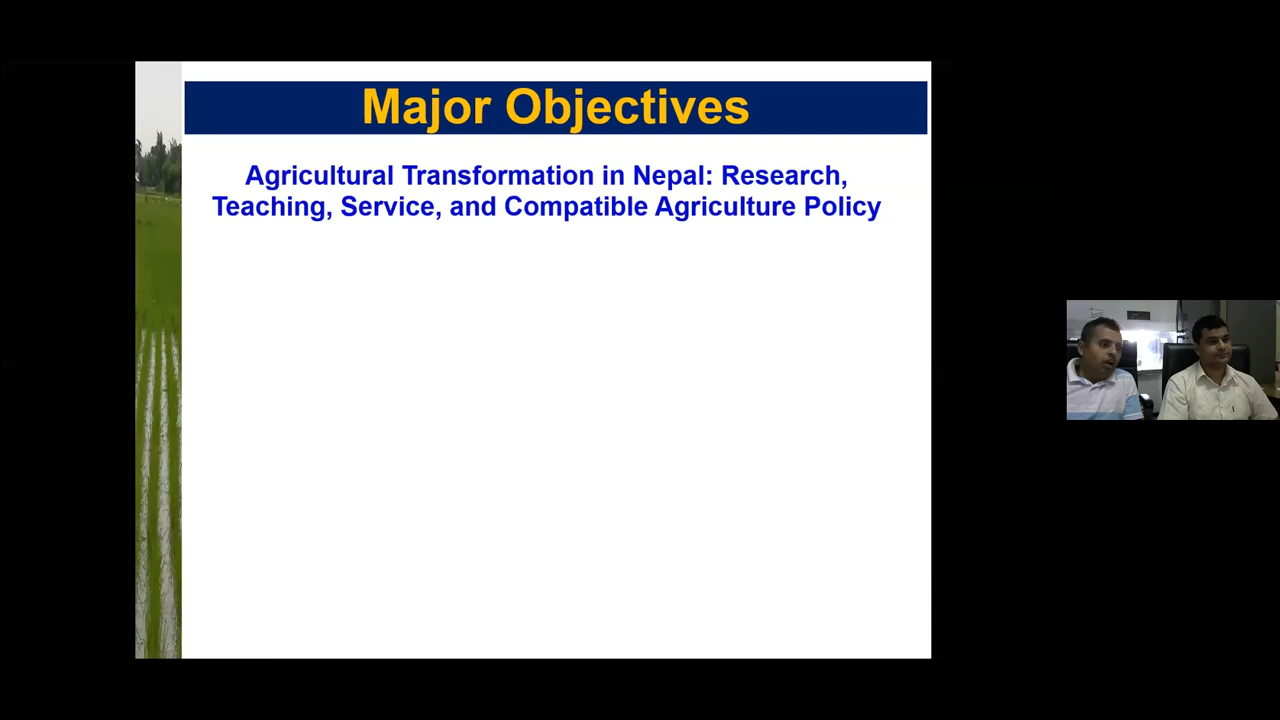 Major Objectives
Agricultural Transformation in Nepal: Research,
Teaching, Service, and Compatible Agriculture Policy